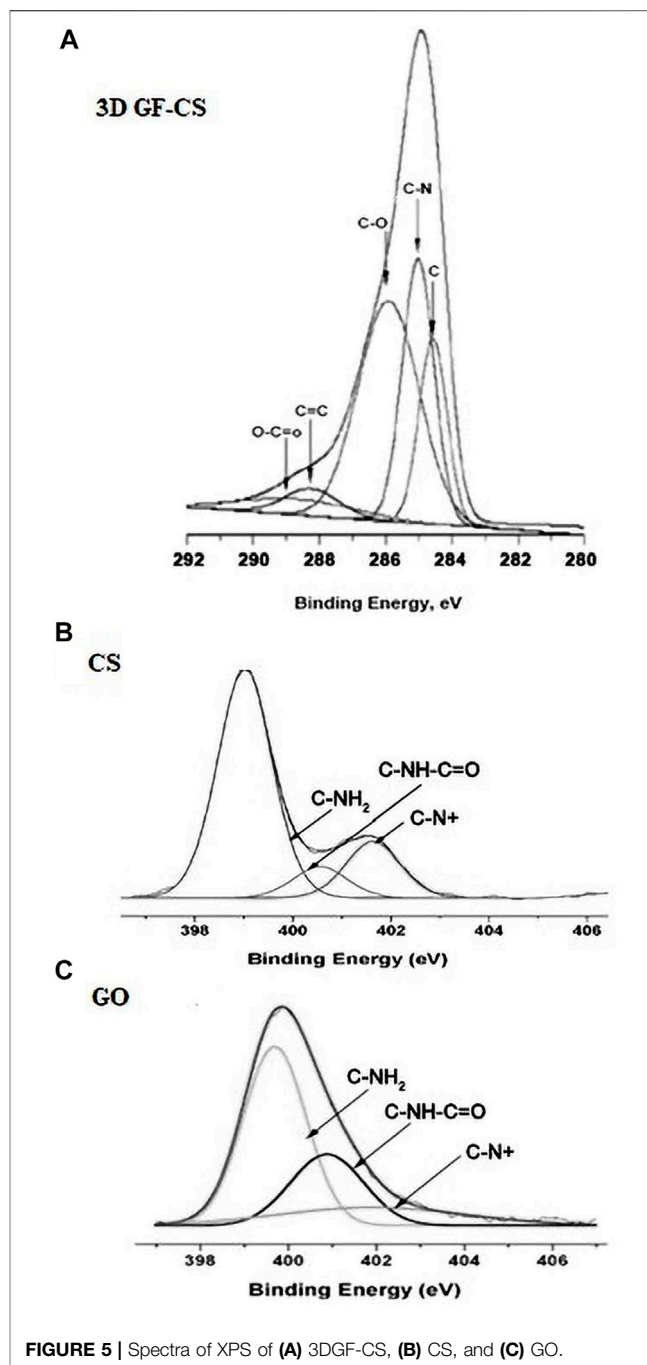 A
3D GF-CS
C-N
C-O
C
C=C
O-C=o
292 290 288 286 284 282 280
Binding Energy, eV
B
CS
C-NH-C=O
C-NH2
C-N+
398 400 402 404 406
Binding Energy (eV)
C
GO
C-NH2
C-NH-C=O
C-N+
398 400 402 404 406
Binding Energy (eV)
FIGURE 5 | Spectra of XPS of (A) 3DGF-CS, (B) CS, and (C) GO.